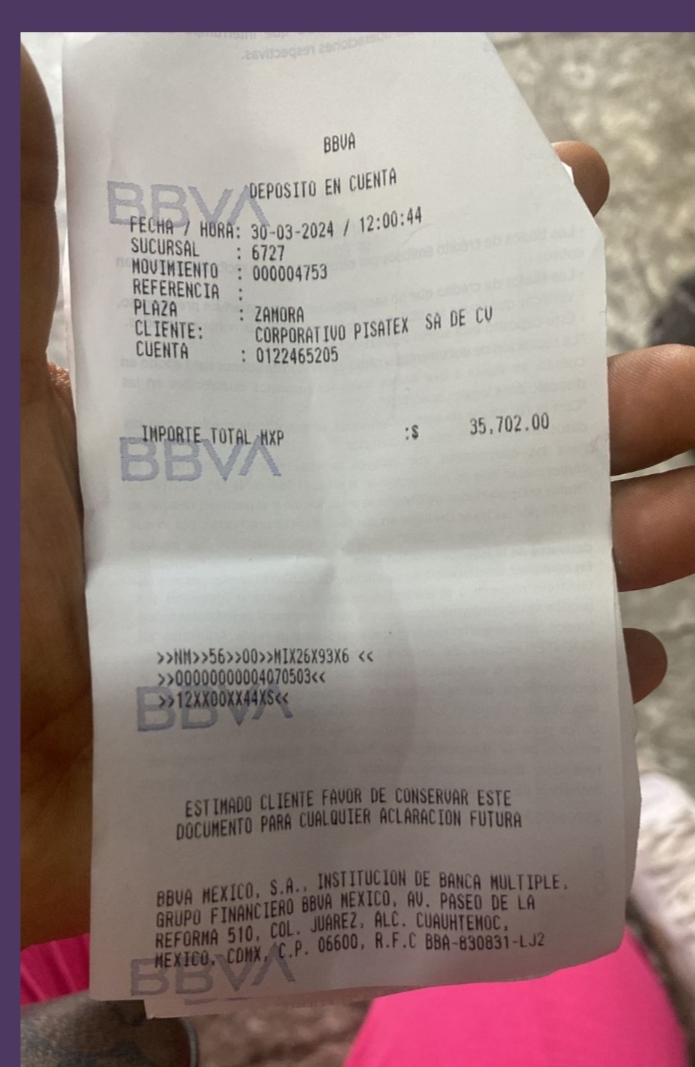 BBVA
DEPOSITO EN CUENTA
BBVA
FECHA / HORA: 30-03-2024 / 12:00:44
SUCURSAL : 6727
MOVIMIENTO : 000004753
REFERENCIA :
PLAZA : ZAMORA
CLIENTE: CORPORATIVO PISATEX SA DE CV
CUENTA : 0122465205
IMPORTE TOTAL MXP :$ 35,702.00
BBVA
>>NM>>56>>00>>MIX26X93X6 <<
>>00000000004070503<<
>>12XX00XX44XS<<
BBVA
ESTIMADO CLIENTE FAVOR DE CONSERVAR ESTE
DOCUMENTO PARA CUALQUIER ACLARACION FUTURA
BBVA MEXICO, S.A., INSTITUCION DE BANCA MULTIPLE,
GRUPO FINANCIERO BBVA MEXICO, AV. PASEO DE LA
REFORMA 510, COL. JUAREZ, ALC. CUAUHTEMOC,
MEXICO, CDMX, C.P. 06600, R.F.C BBA-830831-LJ2
BBVA